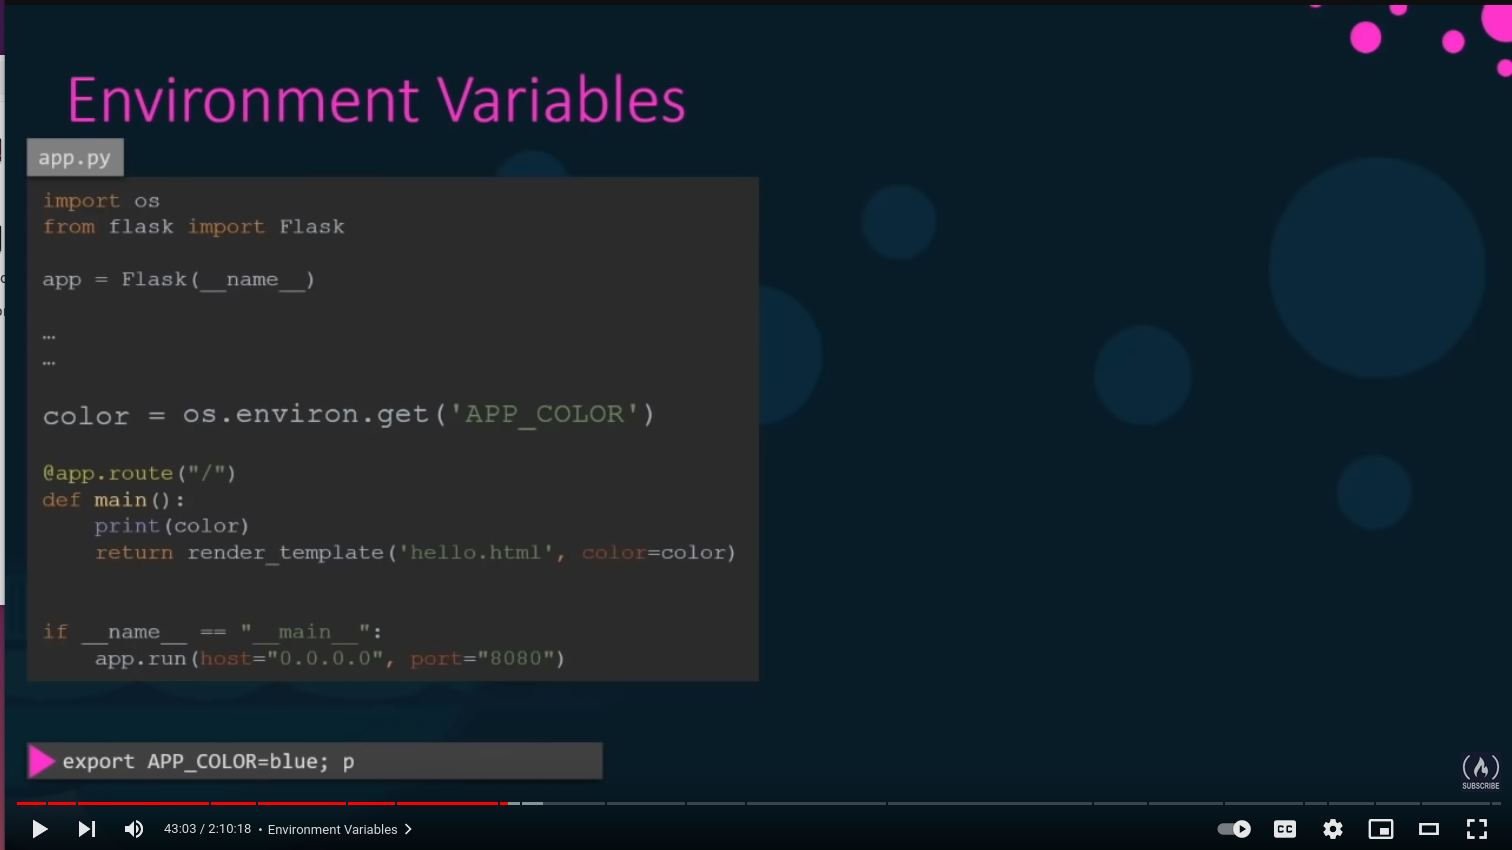 Environment Variables
app.py
import os
from flask import Flask
app = Flask(__name__)
…
…
color = os.environ.get('APP_COLOR')
@app.route("/")
def main():
    print(color)
    return render_template('hello.html', color=color)
if __name__ == "__main__":
    app.run(host="0.0.0.0", port="8080")
export APP_COLOR=blue; p
SUBSCRIBE
43:03 / 2:10:18 • Environment Variables
CC